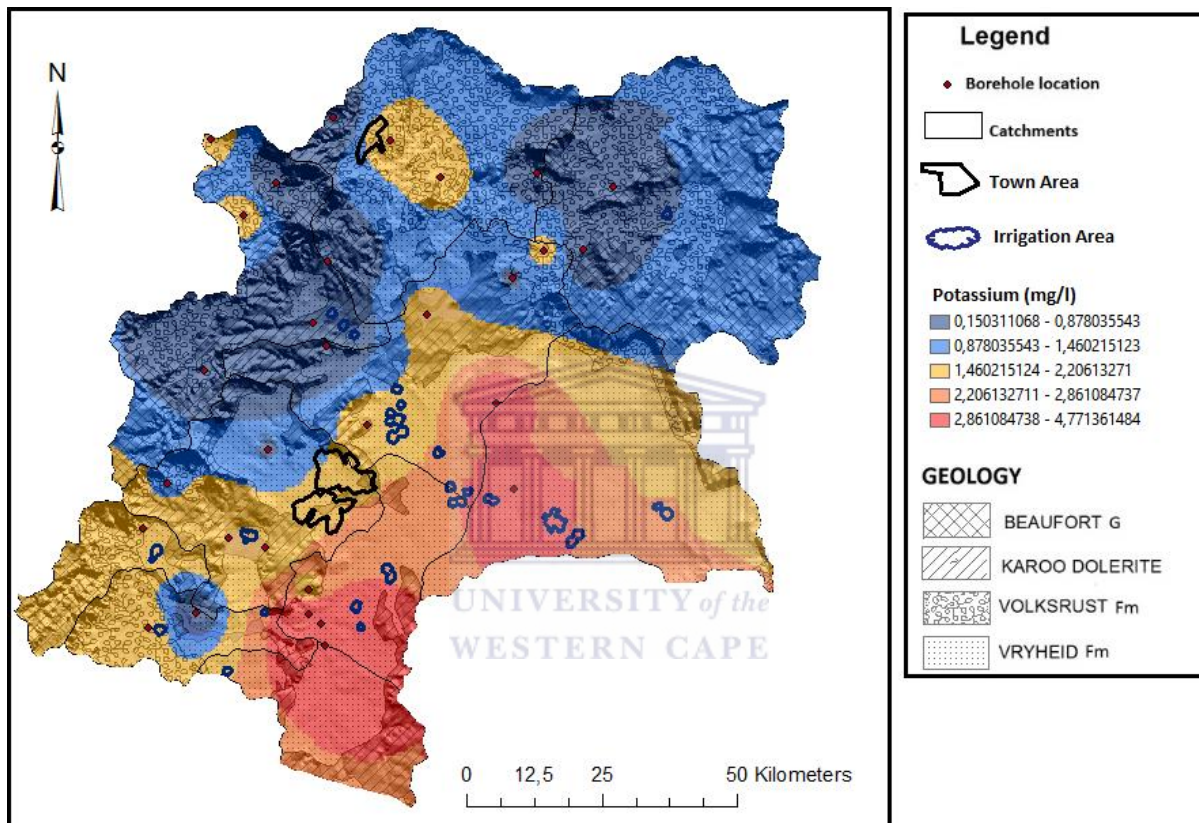 N
0 12,5 25 50 Kilometers
UNIVERSITY of the
WESTERN CAPE
Legend
Borehole location
Catchments
Town Area
Irrigation Area
Potassium (mg/l)
0,150311068 - 0,878035543
0,878035543 - 1,460215123
1,460215124 - 2,20613271
2,206132711 - 2,861084737
2,861084738 - 4,771361484
GEOLOGY
BEAUFORT G
KAROO DOLERITE
VOLKSRUST Fm
VRYHEID Fm